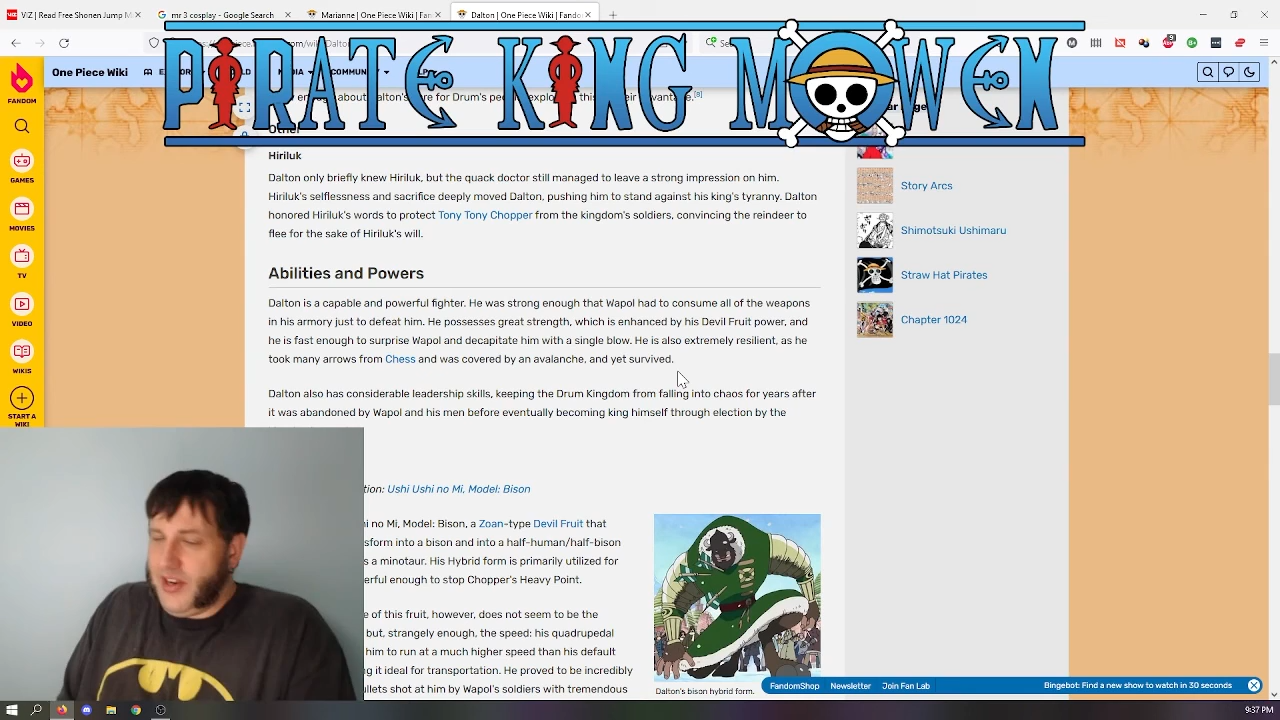 VIZ | Read Shonen Jump M
mr 3 cosplay - Google Search
Marianne | One Piece Wiki | Fan
Dalton | One Piece Wiki | Fandom
PIRATE KING MOWEN
One Piece Wiki
FANDOM
GAMES
MOVIES
TV
VIDEO
WIKIS
START A
WIKI
Other
Hiriluk
Dalton only briefly knew Hiriluk, but the quack doctor still managed to leave a strong impression on him.
Hiriluk's selflessness and sacrifice deeply moved Dalton, pushing him to stand against his king's tyranny. Dalton
honored Hiriluk's words to protect Tony Tony Chopper from the kingdom's soldiers, convincing the reindeer to
flee for the sake of Hiriluk's will.
Abilities and Powers
Dalton is a capable and powerful fighter. He was strong enough that Wapol had to consume all of the weapons
in his armory just to defeat him. He possesses great strength, which is enhanced by his Devil Fruit power, and
he is fast enough to surprise Wapol and decapitate him with a single blow. He is also extremely resilient, as he
took many arrows from Chess and was covered by an avalanche, and yet survived.
Dalton also has considerable leadership skills, keeping the Drum Kingdom from falling into chaos for years after
it was abandoned by Wapol and his men before eventually becoming king himself through election by the
tion: Ushi Ushi no Mi, Model: Bison
i no Mi, Model: Bison, a Zoan-type Devil Fruit that
sform into a bison and into a half-human/half-bison
s a minotaur. His Hybrid form is primarily utilized for
erful enough to stop Chopper's Heavy Point.
e of this fruit, however, does not seem to be the
but, strangely enough, the speed: his quadrupedal
him to run at a much higher speed than his default
g it ideal for transportation. He proved to be incredibly
ullets shot at him by Wapol's soldiers with tremendous
Dalton's bison hybrid form.
Story Arcs
Shimotsuki Ushimaru
Straw Hat Pirates
Chapter 1024
FandomShop Newsletter Join Fan Lab Bingebot: Find a new show to watch in 30 seconds
9:37 PM